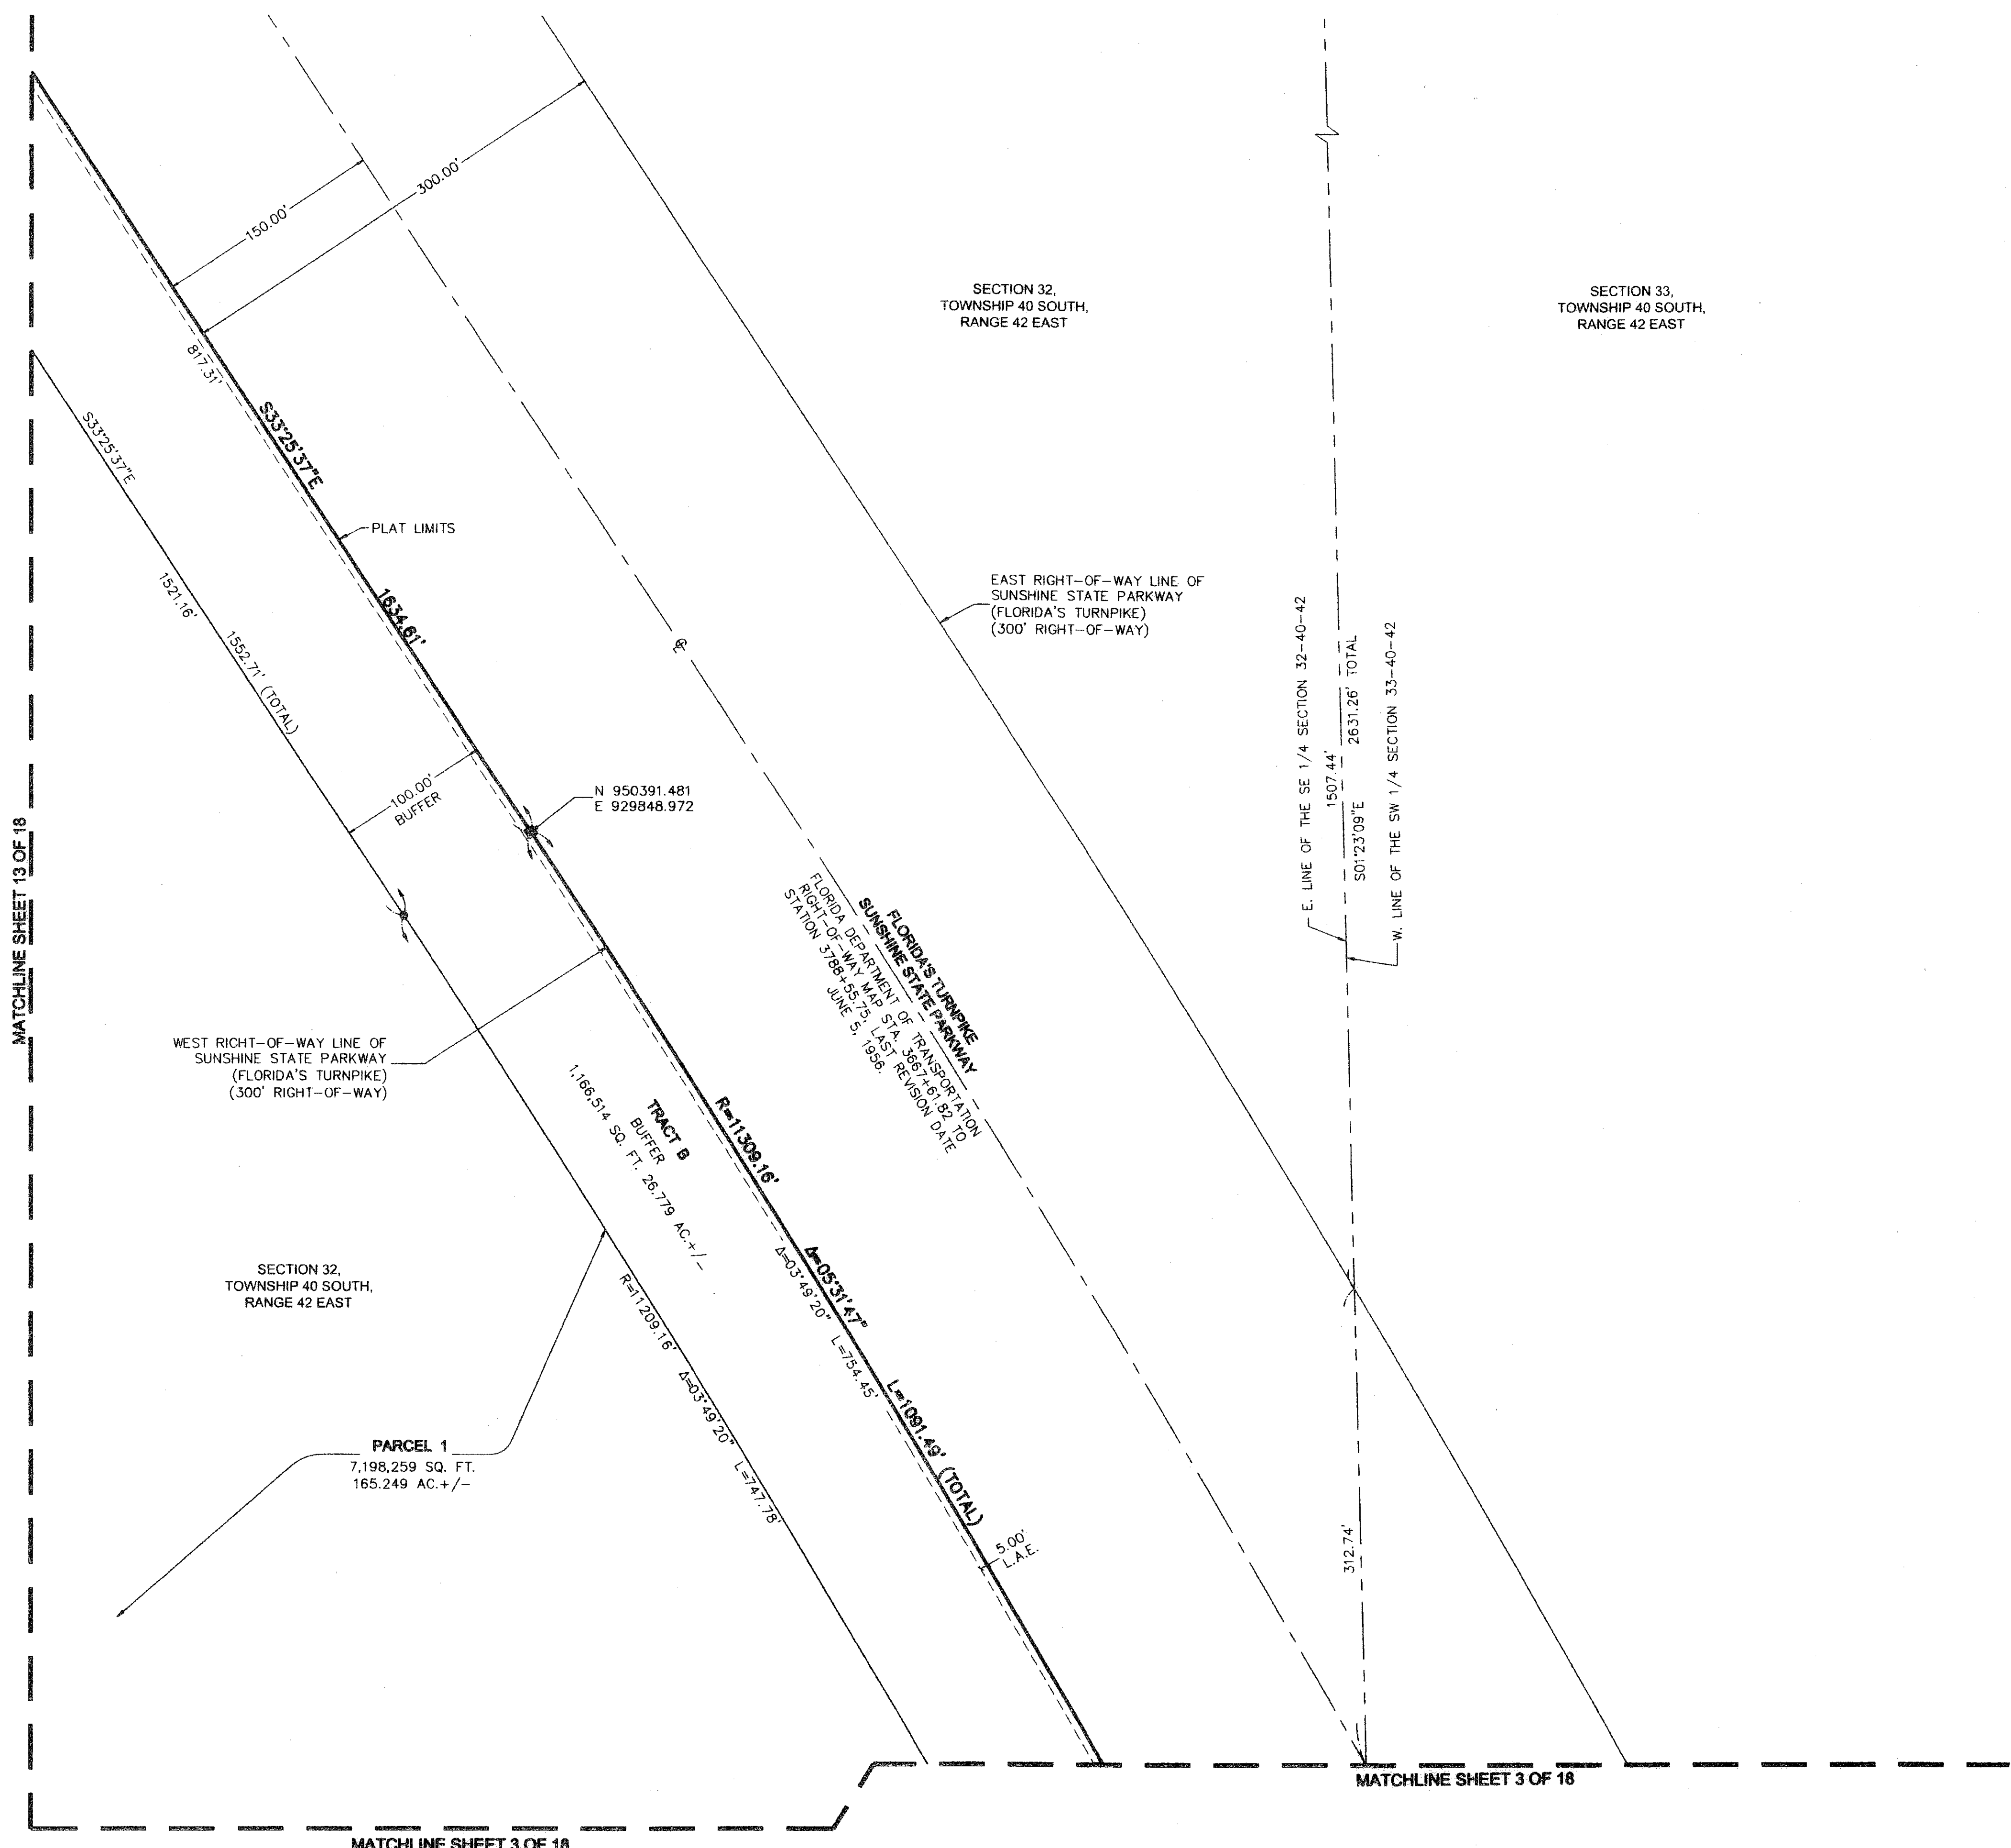 150.00'
300.00'
SECTION 32,
TOWNSHIP 40 SOUTH,
RANGE 42 EAST
SECTION 33,
TOWNSHIP 40 SOUTH,
RANGE 42 EAST
817.31'
S33°25'37"E
S33°25'37"E
PLAT LIMITS
1521.16'
1634.61'
1552.71' (TOTAL)
EAST RIGHT-OF-WAY LINE OF
SUNSHINE STATE PARKWAY
(FLORIDA'S TURNPIKE)
(300' RIGHT-OF-WAY)
℄
E. LINE OF THE SE 1/4 SECTION 32-40-42
1507.44'
S01°23'09"E
2631.26' TOTAL
W. LINE OF THE SW 1/4 SECTION 33-40-42
100.00'
BUFFER
N 950391.481
E 929848.972
MATCHLINE SHEET 13 OF 18
FLORIDA'S TURNPIKE
SUNSHINE STATE PARKWAY
FLORIDA DEPARTMENT OF TRANSPORTATION
RIGHT-OF-WAY MAP STA. 3667+61.82 TO
STATION 3788+55.75, LAST REVISION DATE
JUNE 5, 1956.
WEST RIGHT-OF-WAY LINE OF
SUNSHINE STATE PARKWAY
(FLORIDA'S TURNPIKE)
(300' RIGHT-OF-WAY)
TRACT B
BUFFER
1,166,514 SQ. FT. 26.779 AC.+/-
R=11309.16'
Δ=05°31'47"
L=1091.49' (TOTAL)
Δ=03°49'20"
L=754.45'
SECTION 32,
TOWNSHIP 40 SOUTH,
RANGE 42 EAST
R=11209.16'
Δ=03°49'20"
L=747.78'
PARCEL 1
7,198,259 SQ. FT.
165.249 AC.+/-
5.00'
L.A.E.
312.74'
MATCHLINE SHEET 3 OF 18
MATCHLINE SHEET 3 OF 18